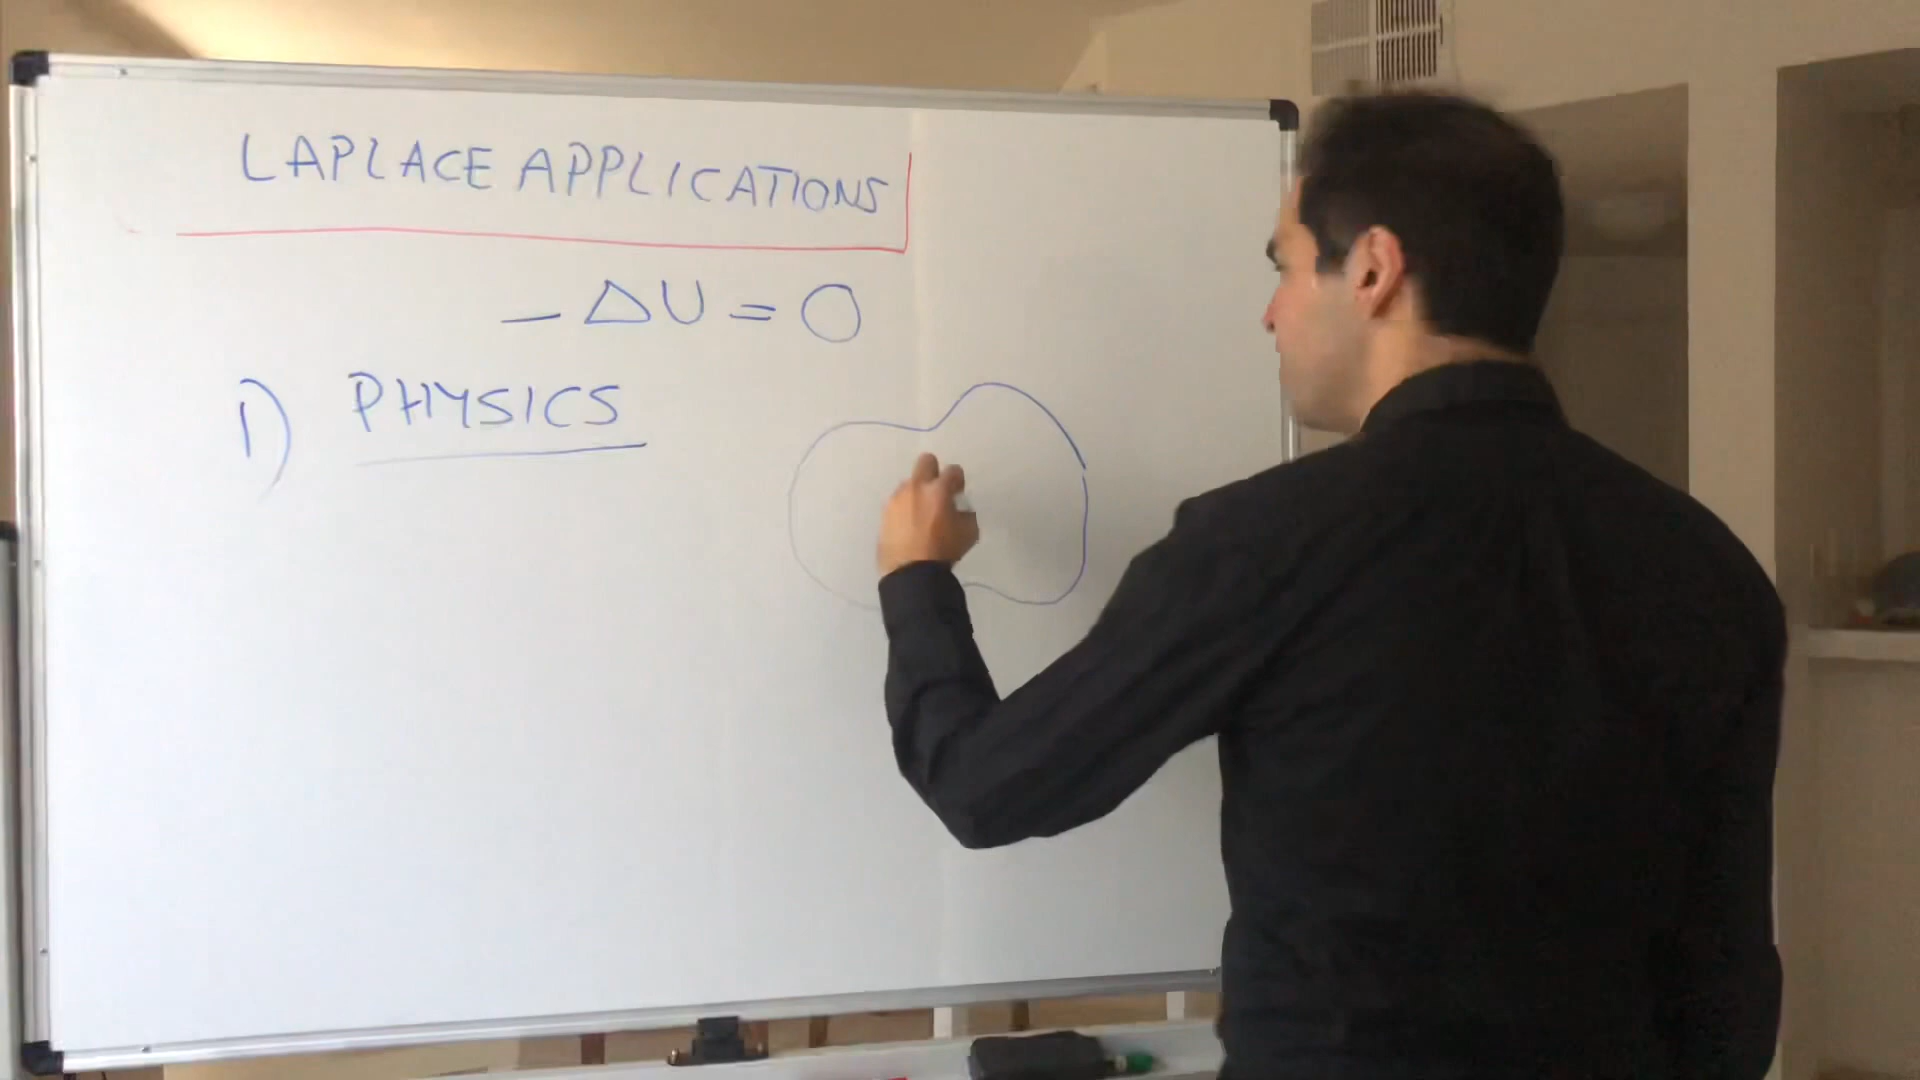 LAPLACE APPLICATIONS
- ΔU = 0
1) PHYSICS